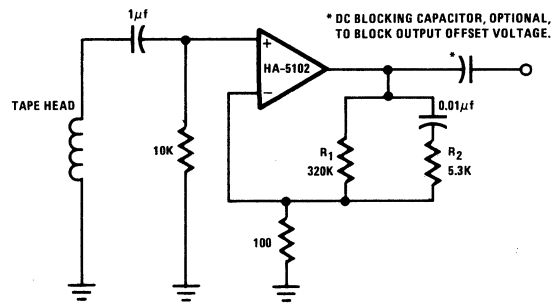 1μf
* DC BLOCKING CAPACITOR, OPTIONAL,
TO BLOCK OUTPUT OFFSET VOLTAGE.
+
HA-5102
*
−
TAPE HEAD
0.01μf
10K
R1
320K
R2
5.3K
100